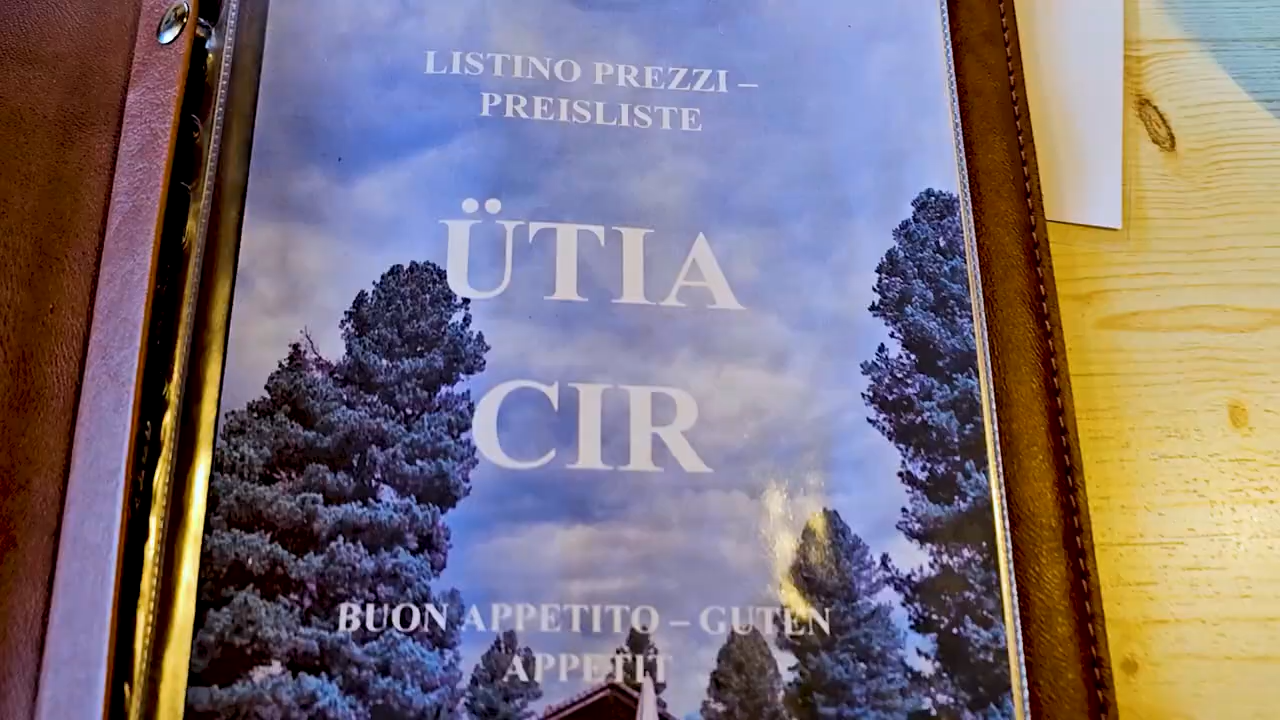 LISTINO PREZZI –
PREISLISTE
ÜTIA
CIR
BUON APPETITO – GUTEN
APPETIT